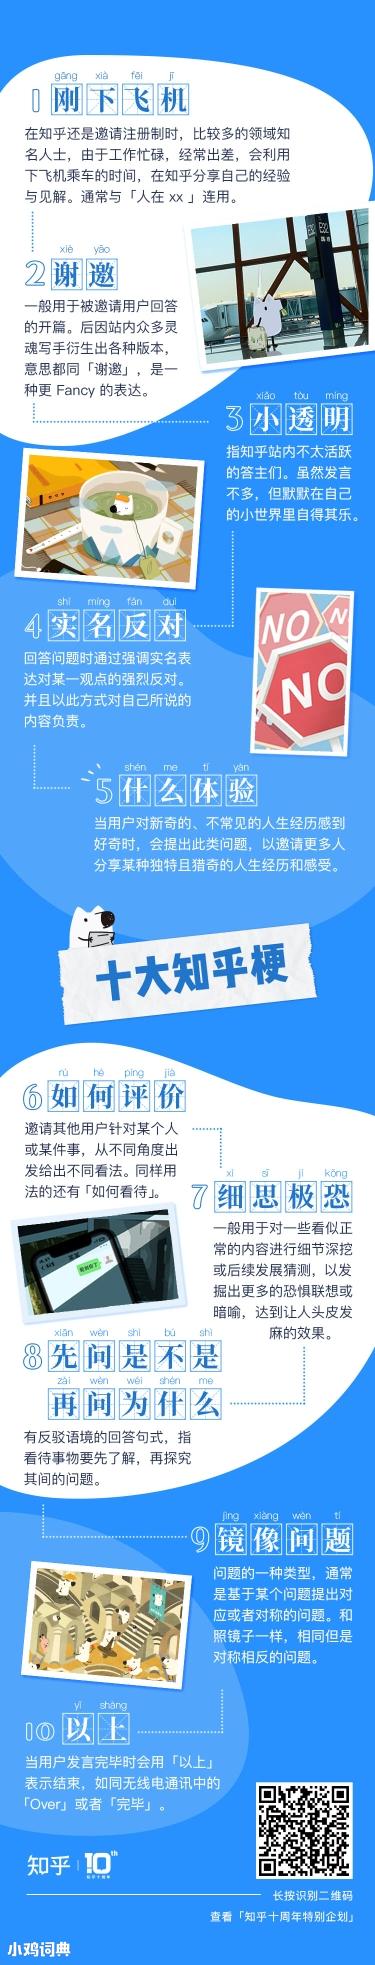 gāng xià fēi jī
1 刚下飞机
在知乎还是邀请注册制时，比较多的领域知
名人士，由于工作忙碌，经常出差，会利用
下飞机乘车的时间，在知乎分享自己的经验
与见解。通常与「人在 xx 」连用。
xiè yāo
2 谢邀
一般用于被邀请用户回答
的开篇。后因站内众多灵
魂写手衍生出各种版本，
意思都同「谢邀」，是一
种更 Fancy 的表达。
E32
xiǎo tòu míng
3 小透明
指知乎站内不太活跃
的答主们。虽然发言
不多，但默默在自己
的小世界里自得其乐。
shí míng fǎn duì
4 实名反对
回答问题时通过强调实名表
达对某一观点的强烈反对。
并且以此方式对自己所说的
内容负责。
NO
NO
NO
shén me tǐ yàn
5 什么体验
当用户对新奇的、不常见的人生经历感到
好奇时，会提出此类问题，以邀请更多人
分享某种独特且猎奇的人生经历和感受。
十大知乎梗
rú hé píng jià
6 如何评价
邀请其他用户针对某个人
或某件事，从不同角度出
发给出不同看法。同样用
法的还有「如何看待」。
xì sī jí kǒng
7 细思极恐
一般用于对一些看似正
常的内容进行细节深挖
或后续发展猜测，以发
掘出更多的恐惧联想或
暗喻，达到让人头皮发
麻的效果。
xiān wèn shì bú shì
8 先问是不是
zài wèn wèi shén me
再问为什么
有反驳语境的回答句式，指
看待事物要先了解，再探究
其间的问题。
jìng xiàng wèn tí
9 镜像问题
问题的一种类型，通常
是基于某个问题提出对
应或者对称的问题。和
照镜子一样，相同但是
对称相反的问题。
yǐ shàng
10 以上
当用户发言完毕时会用「以上」
表示结束，如同无线电通讯中的
「Over」或者「完毕」。
知乎 10th
知乎十周年
长按识别二维码
查看「知乎十周年特别企划」
小鸡词典